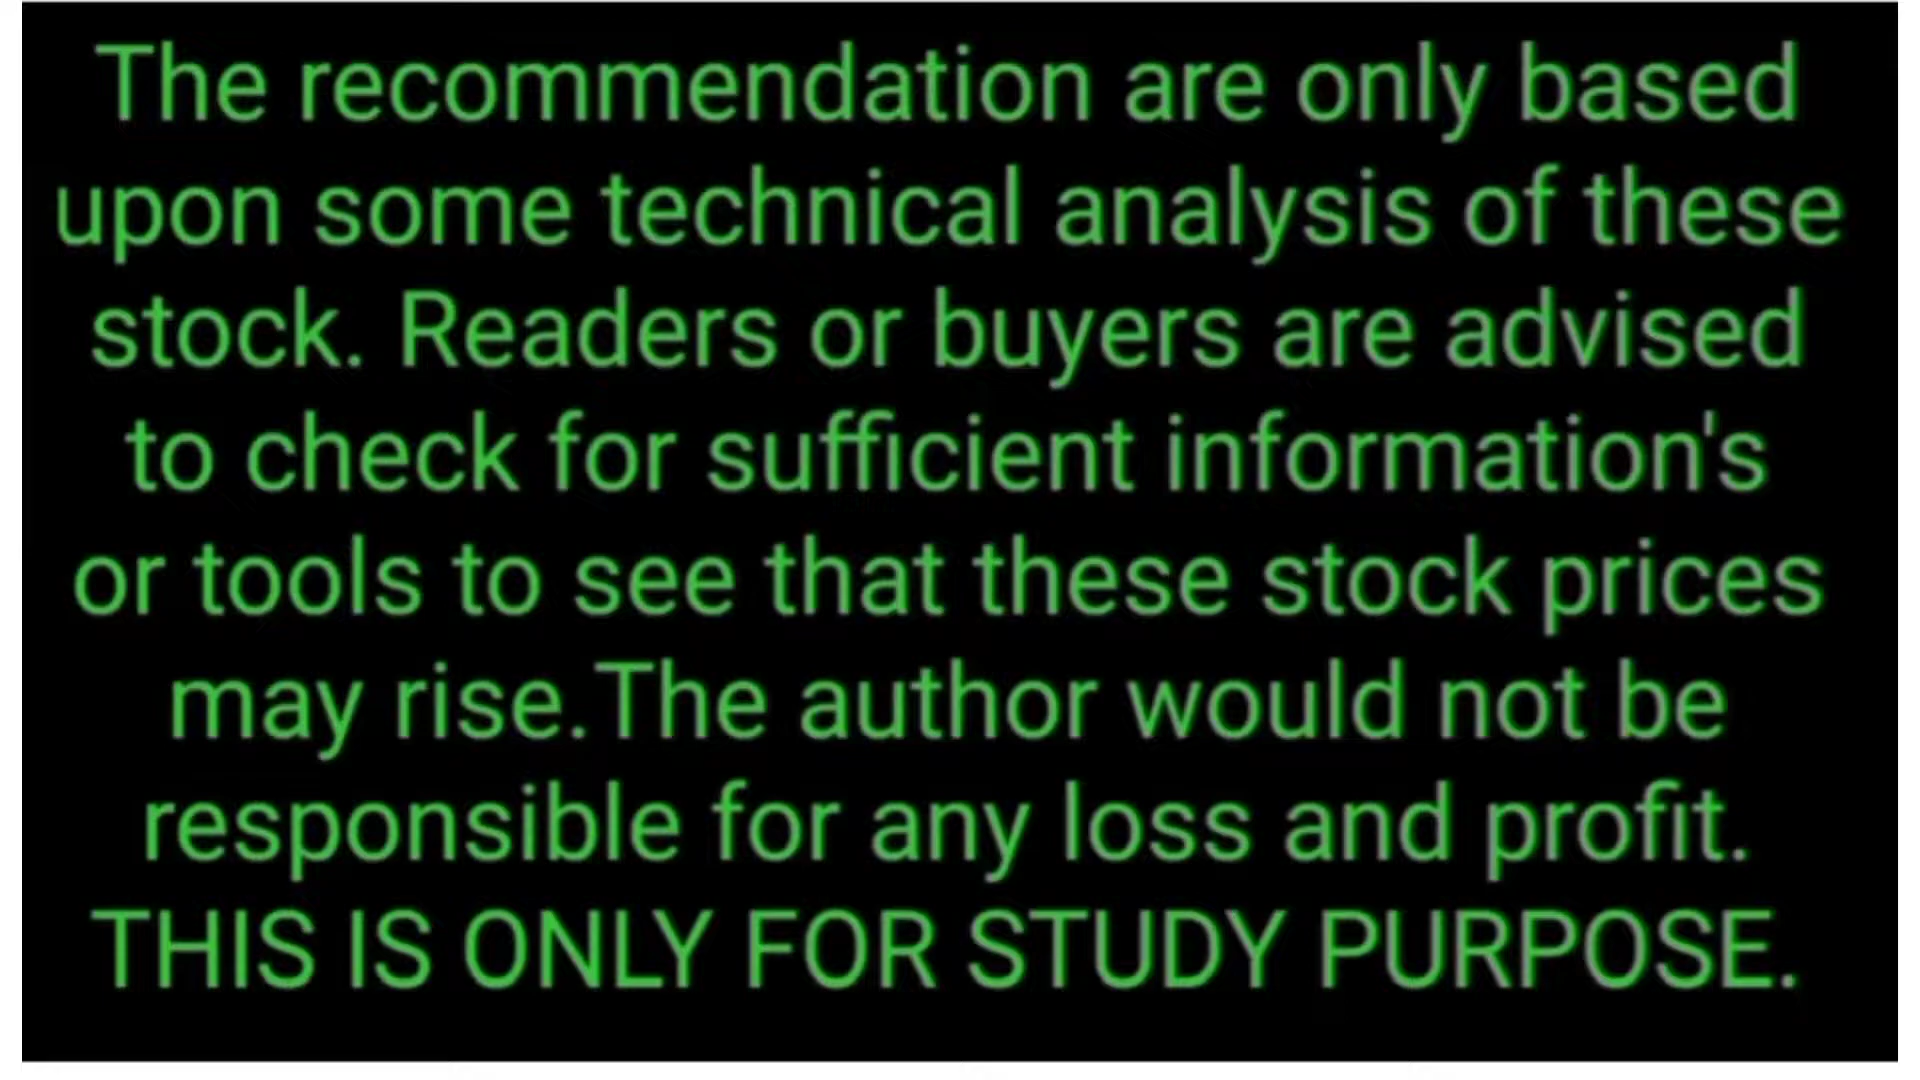 The recommendation are only based
upon some technical analysis of these
stock. Readers or buyers are advised
to check for sufficient information's
or tools to see that these stock prices
may rise.The author would not be
responsible for any loss and profit.
THIS IS ONLY FOR STUDY PURPOSE.